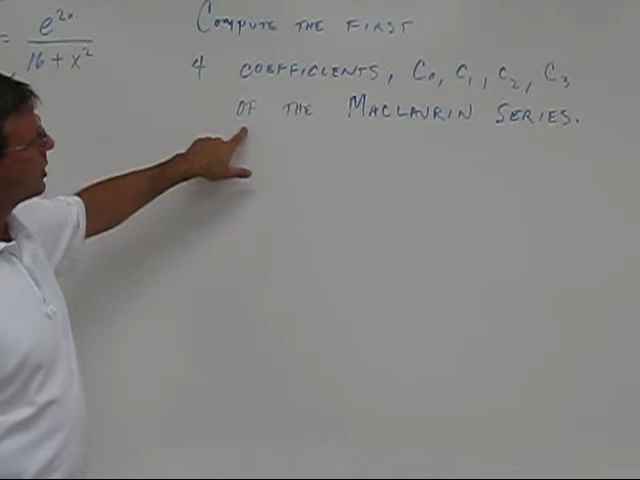 = e^2x / 16 + x^2
COMPUTE THE FIRST
4 COEFFICIENTS, C0, C1, C2, C3
OF THE MACLAURIN SERIES.